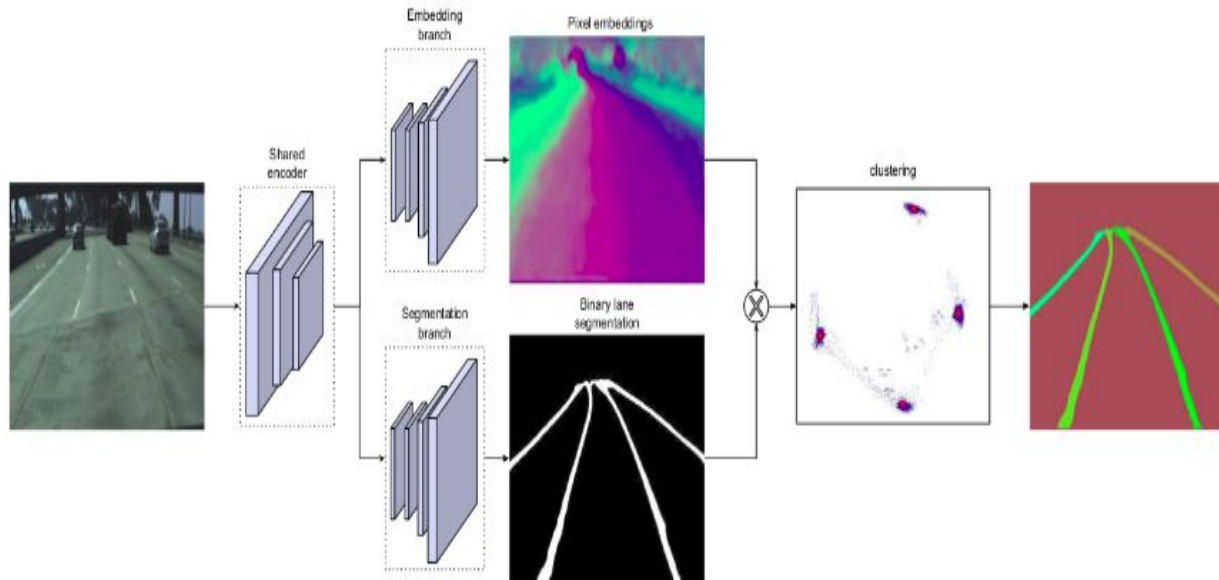 Embedding
branch
Pixel embeddings
Shared
encoder
clustering
Segmentation
branch
Binary lane
segmentation